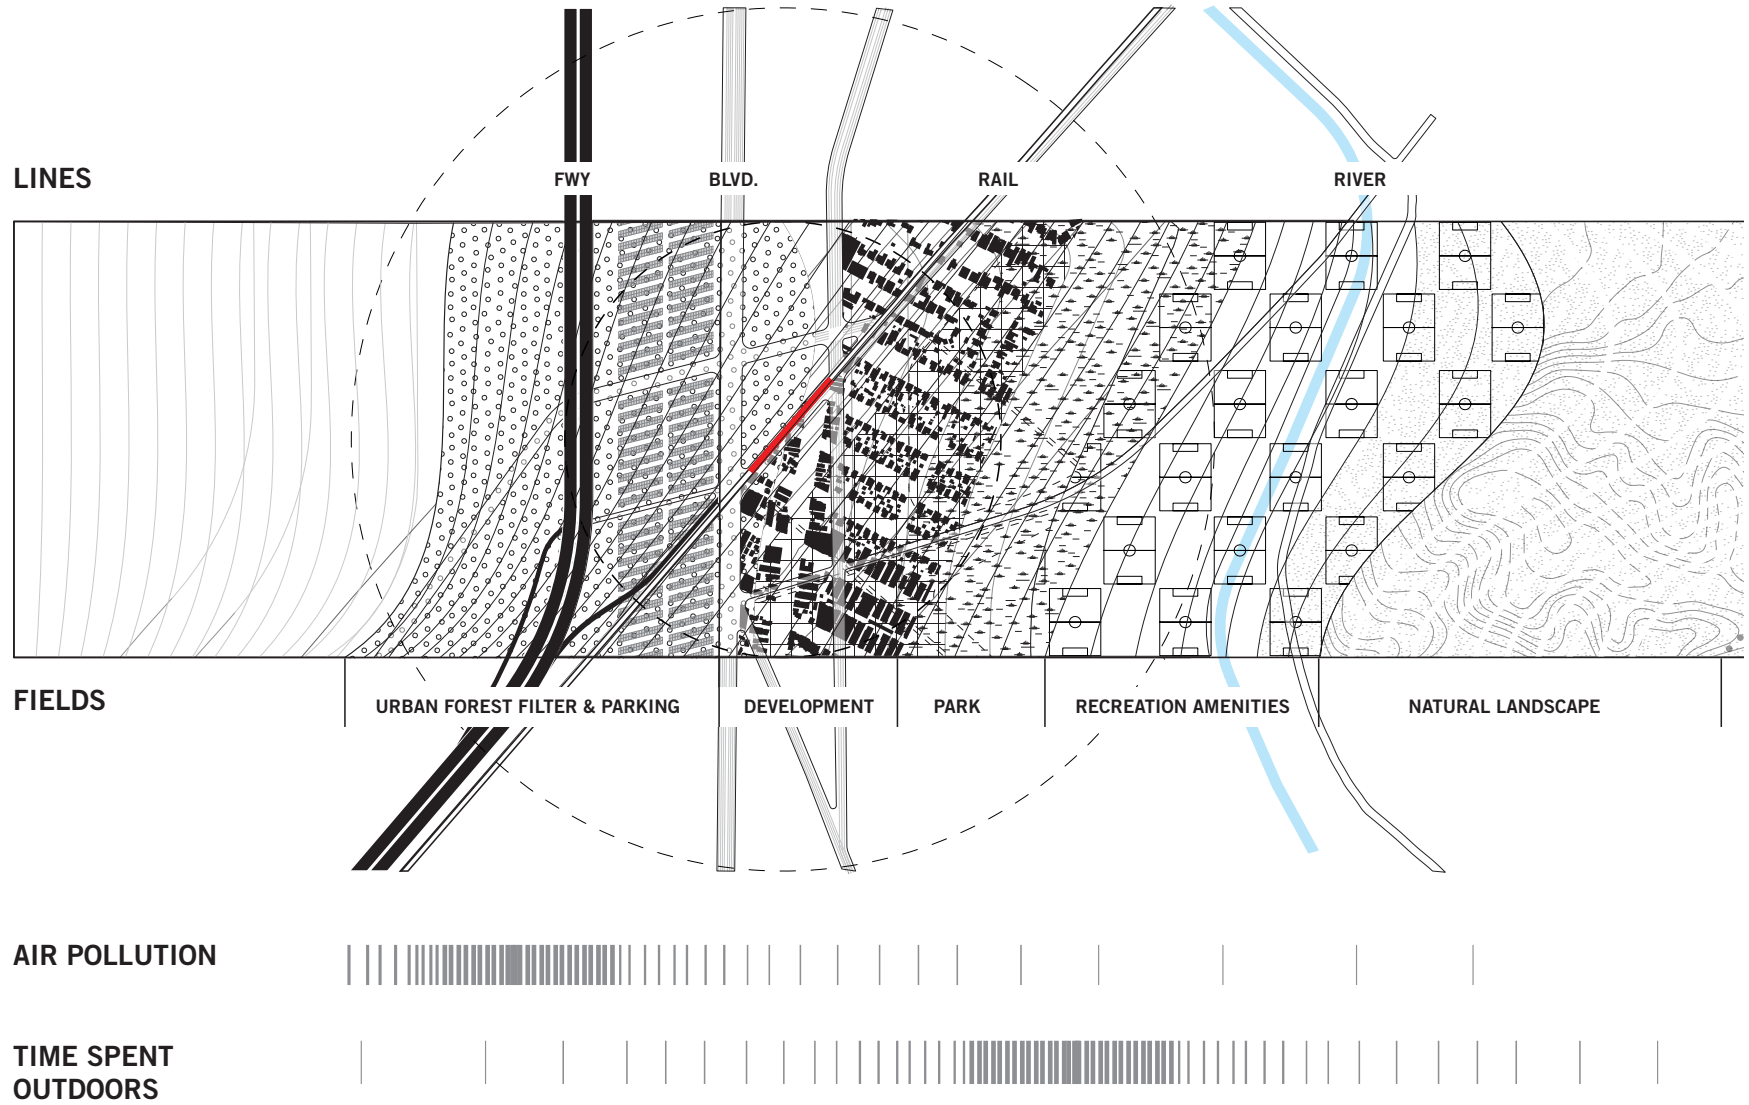 LINES
FWY
BLVD.
RAIL
RIVER
FIELDS
URBAN FOREST FILTER & PARKING
DEVELOPMENT
PARK
RECREATION AMENITIES
NATURAL LANDSCAPE
AIR POLLUTION
TIME SPENT
OUTDOORS